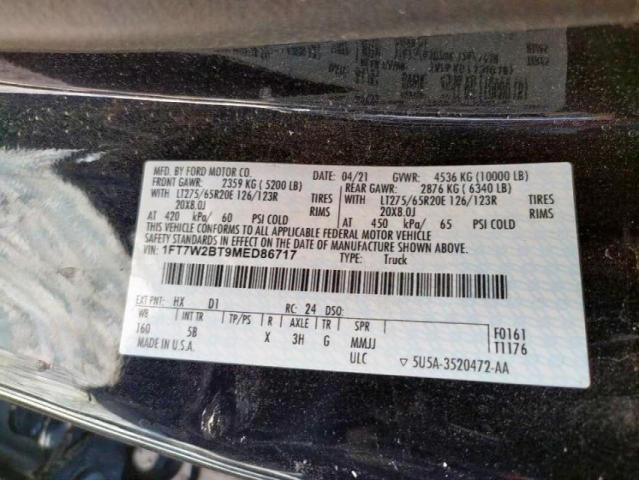 MFD. BY FORD MOTOR CO.
DATE: 04/21 GVWR: 4536 KG (10000 LB)
FRONT GAWR: 2359 KG (5200 LB) REAR GAWR: 2876 KG (6340 LB)
WITH LT275/65R20E 126/123R TIRES WITH LT275/65R20E 126/123R TIRES
20X8.0J RIMS 20X8.0J RIMS
AT 420 kPa/ 60 PSI COLD AT 450 kPa/ 65 PSI COLD
THIS VEHICLE CONFORMS TO ALL APPLICABLE FEDERAL MOTOR VEHICLE
SAFETY STANDARDS IN EFFECT ON THE DATE OF MANUFACTURE SHOWN ABOVE.
VIN: 1FT7W2BT9MED86717 TYPE: Truck
EXT PNT: HX D1 RC: 24 DSO:
WB INT TR TP/PS R AXLE TR SPR F0161
160 5B X 3H G MMJJ T1176
MADE IN U.S.A. ULC ▽ 5U5A-3520472-AA